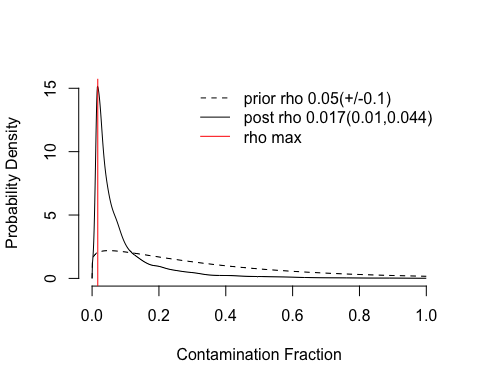 prior rho 0.05(+/-0.1)
post rho 0.017(0.01,0.044)
rho max
Probability Density
15
10
5
0
0.0 0.2 0.4 0.6 0.8 1.0
Contamination Fraction